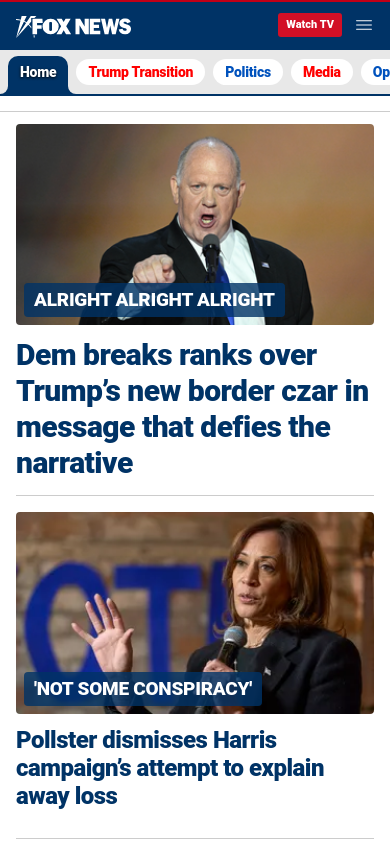 FOX NEWS
Watch TV
Home
Trump Transition
Politics
Media
Op
ALRIGHT ALRIGHT ALRIGHT
Dem breaks ranks over
Trump’s new border czar in
message that defies the
narrative
OTI
'NOT SOME CONSPIRACY'
Pollster dismisses Harris
campaign’s attempt to explain
away loss